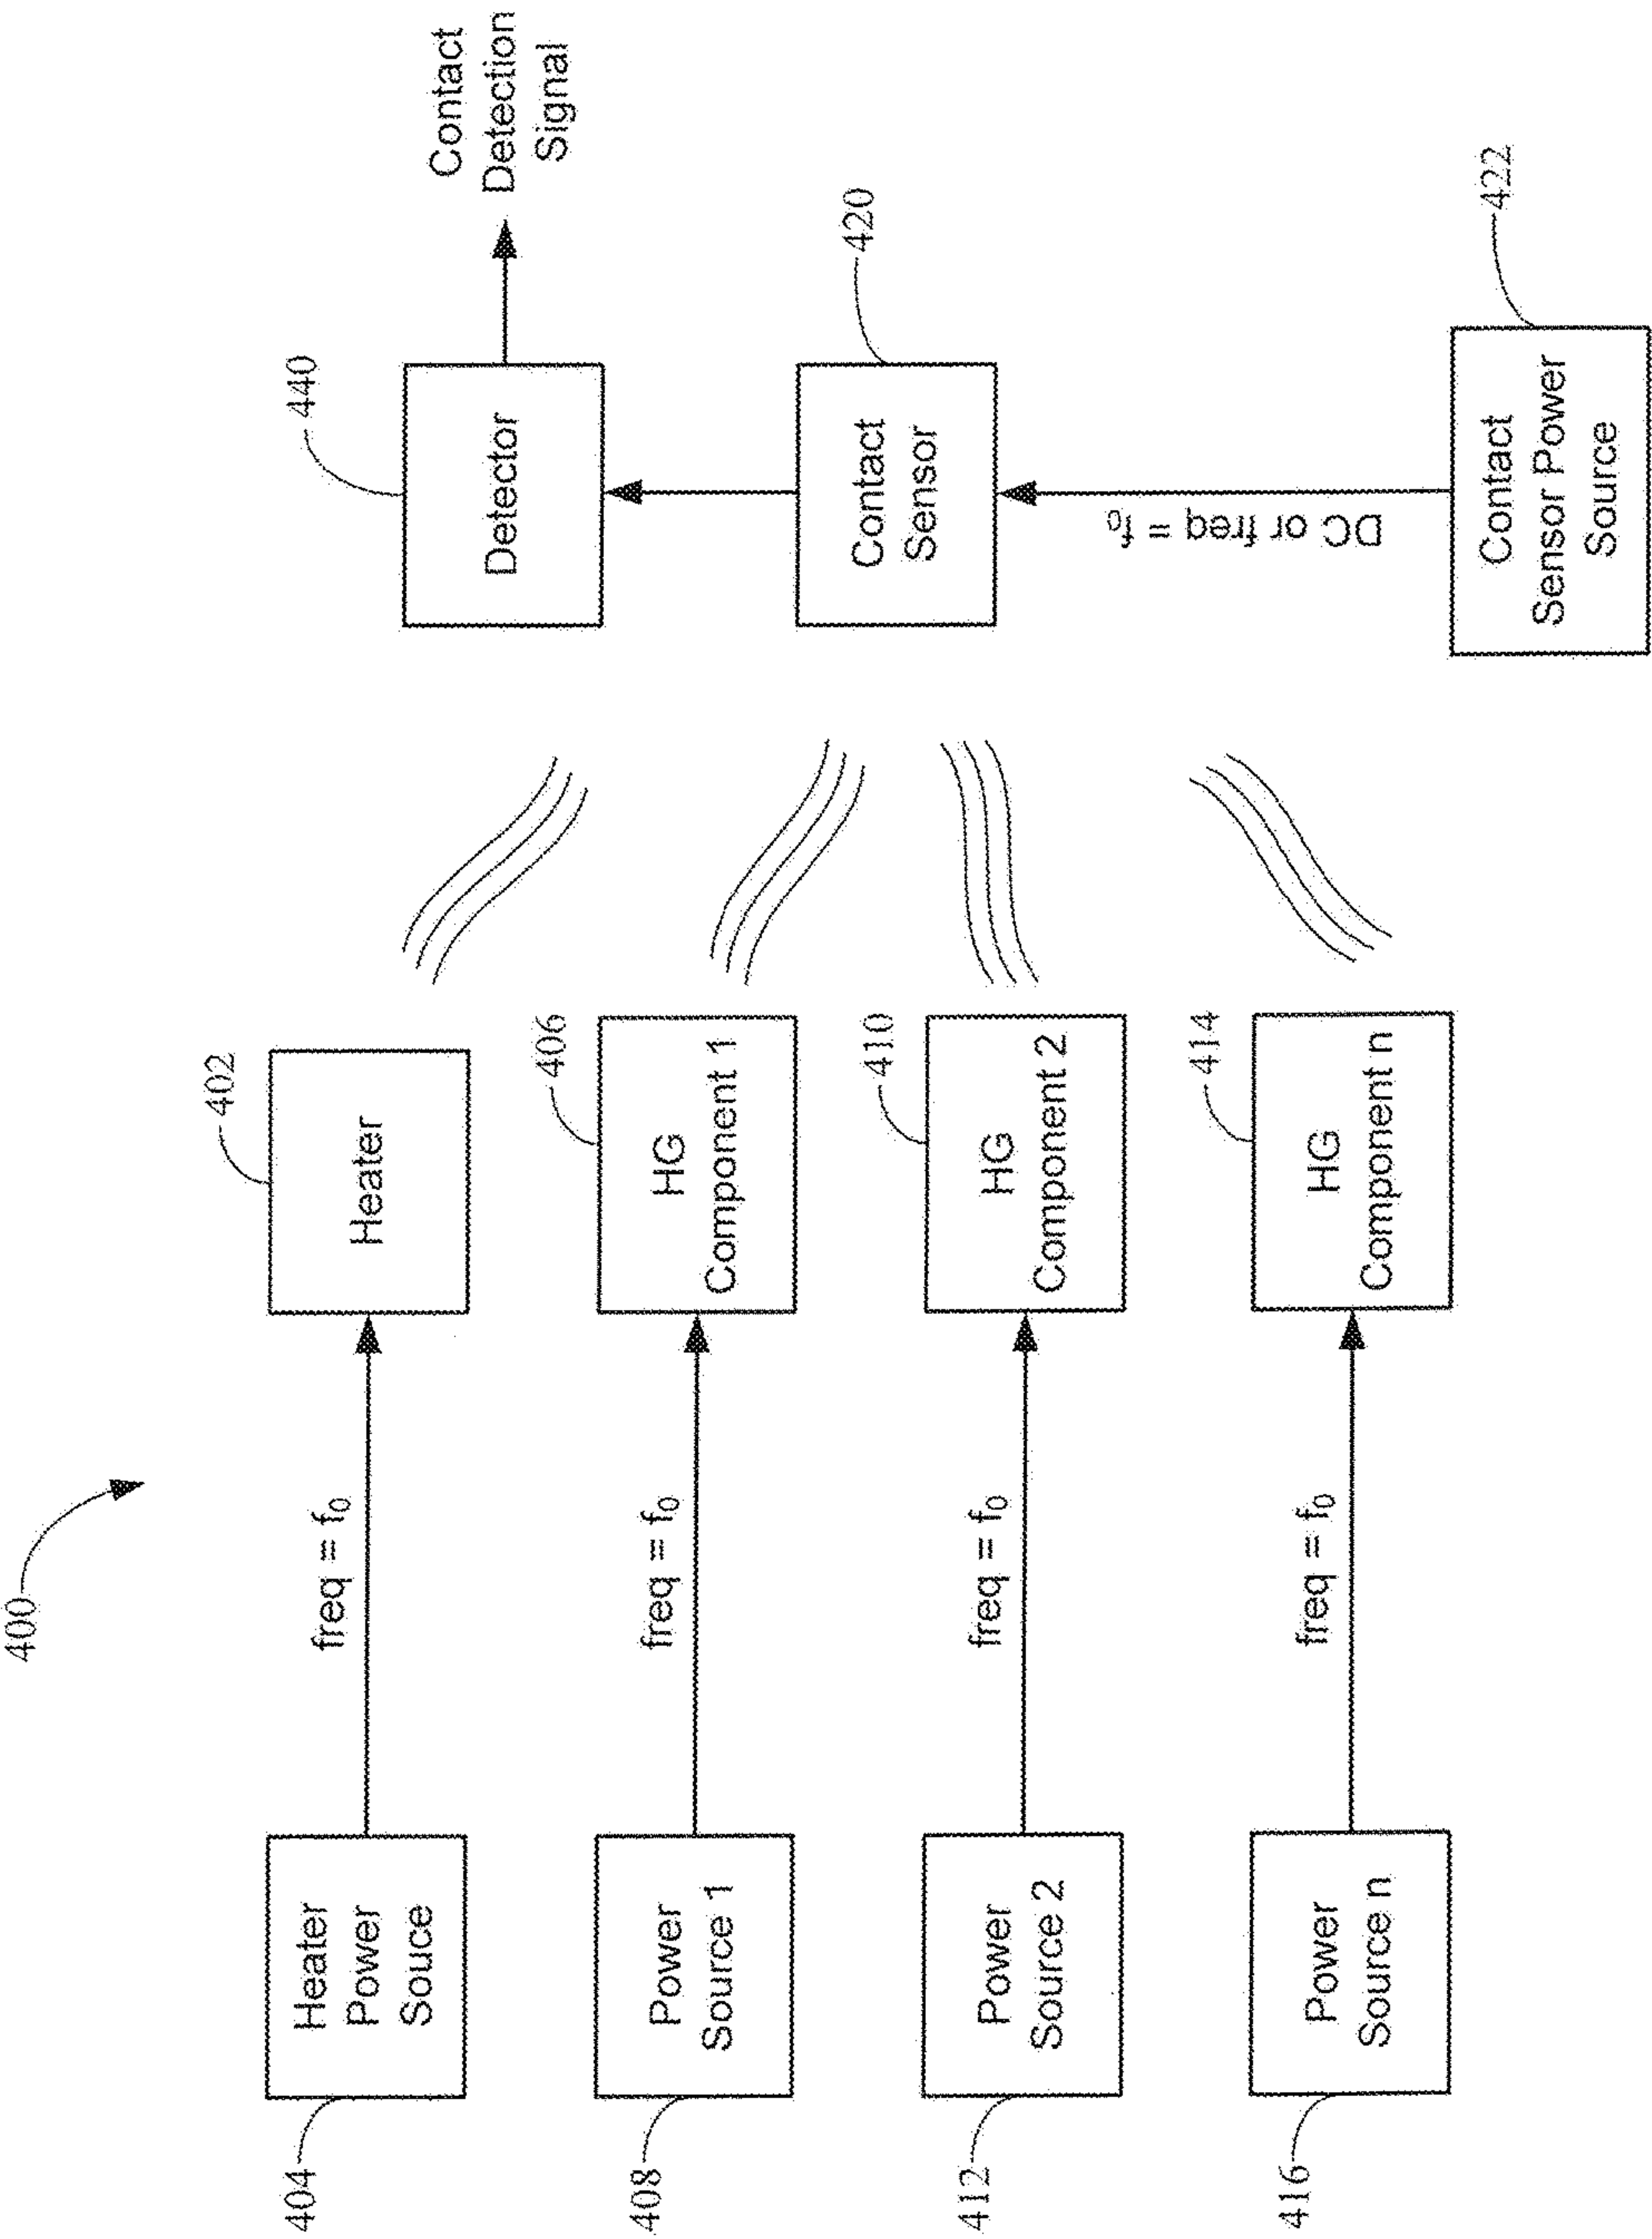 400
404
Heater
Power
Souce
freq = f₀
402
Heater
408
Power
Source 1
freq = f₀
406
HG
Component 1
412
Power
Source 2
freq = f₀
410
HG
Component 2
416
Power
Source n
freq = f₀
414
HG
Component n
440
Detector
Contact
Detection
Signal
420
Contact
Sensor
DC or freq = f₀
422
Contact
Sensor Power
Source